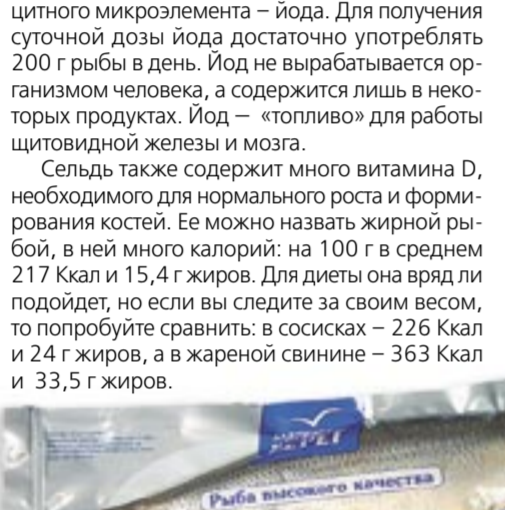 цитного микроэлемента – йода. Для получения
суточной дозы йода достаточно употреблять
200 г рыбы в день. Йод не вырабатывается ор-
ганизмом человека, а содержится лишь в неко-
торых продуктах. Йод – «топливо» для работы
щитовидной железы и мозга.
Сельдь также содержит много витамина D,
необходимого для нормального роста и форми-
рования костей. Ее можно назвать жирной ры-
бой, в ней много калорий: на 100 г в среднем
217 Ккал и 15,4 г жиров. Для диеты она вряд ли
подойдет, но если вы следите за своим весом,
то попробуйте сравнить: в сосисках – 226 Ккал
и 24 г жиров, а в жареной свинине – 363 Ккал
и 33,5 г жиров.
Рыба высокого качества